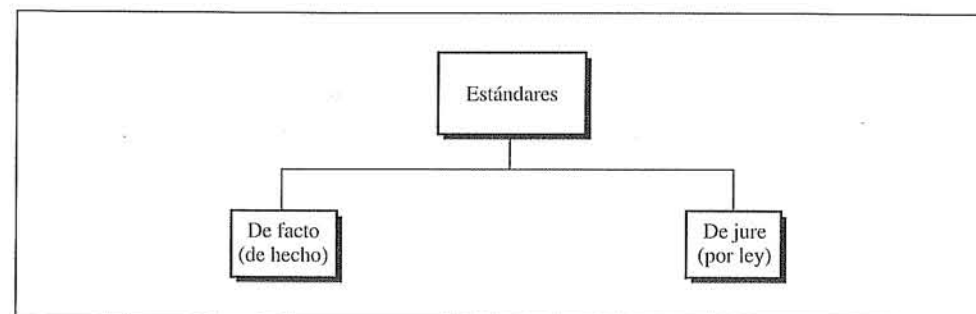 Estándares
De facto
(de hecho)
De jure
(por ley)